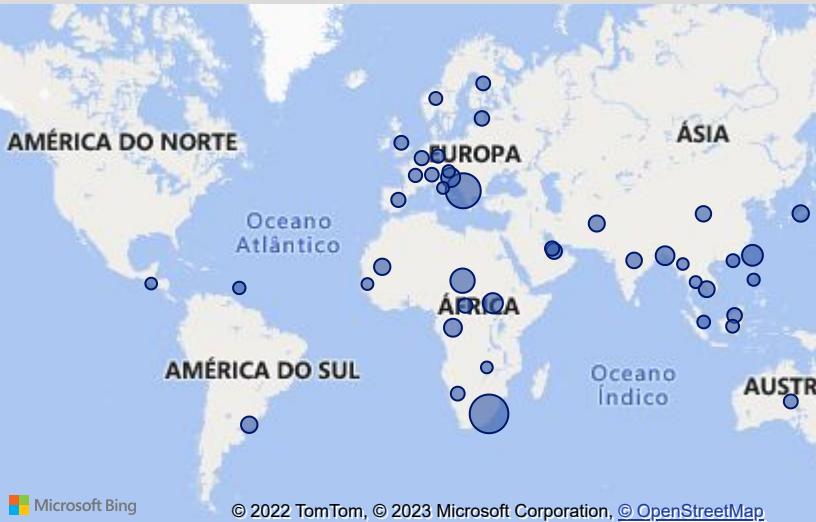 AMÉRICA DO NORTE
EUROPA
ÁSIA
Oceano
Atlântico
ÁFRICA
AMÉRICA DO SUL
Oceano
Índico
AUSTR
Microsoft Bing
© 2022 TomTom, © 2023 Microsoft Corporation, © OpenStreetMap